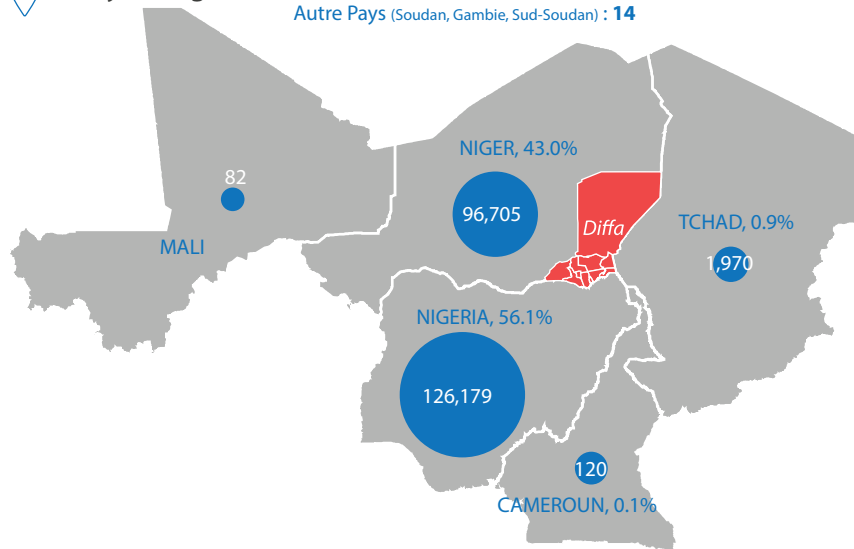 Autre Pays (Soudan, Gambie, Sud-Soudan) : 14
NIGER, 43.0%
82
96,705
Diffa
TCHAD, 0.9%
MALI
1,970
NIGERIA, 56.1%
126,179
120
CAMEROUN, 0.1%